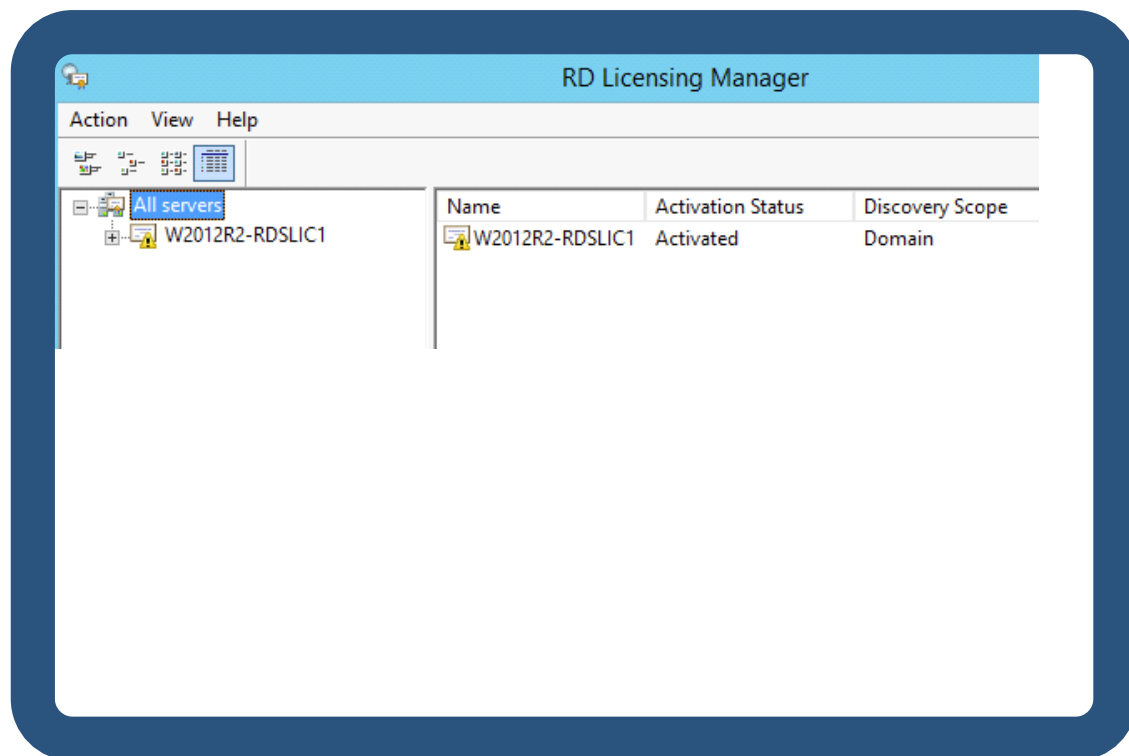 RD Licensing Manager
Action View Help
All servers
W2012R2-RDSLIC1
Name Activation Status Discovery Scope
W2012R2-RDSLIC1 Activated Domain